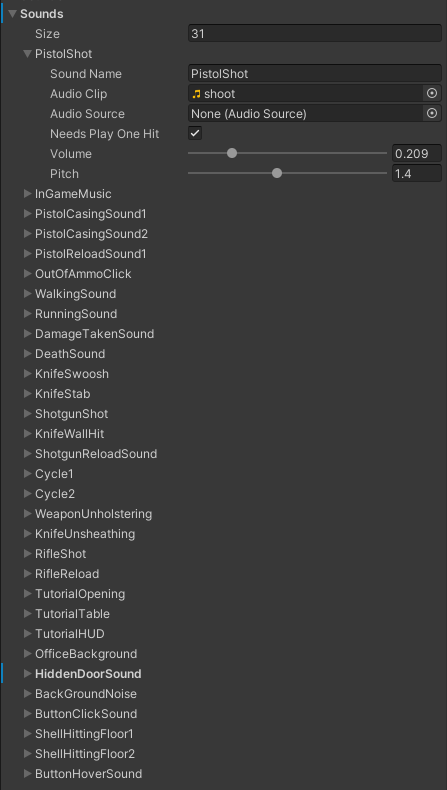 Sounds
Size 31
PistolShot
Sound Name PistolShot
Audio Clip shoot
Audio Source None (Audio Source)
Needs Play One Hit
Volume 0.209
Pitch 1.4
InGameMusic
PistolCasingSound1
PistolCasingSound2
PistolReloadSound1
OutOfAmmoClick
WalkingSound
RunningSound
DamageTakenSound
DeathSound
KnifeSwoosh
KnifeStab
ShotgunShot
KnifeWallHit
ShotgunReloadSound
Cycle1
Cycle2
WeaponUnholstering
KnifeUnsheathing
RifleShot
RifleReload
TutorialOpening
TutorialTable
TutorialHUD
OfficeBackground
HiddenDoorSound
BackGroundNoise
ButtonClickSound
ShellHittingFloor1
ShellHittingFloor2
ButtonHoverSound